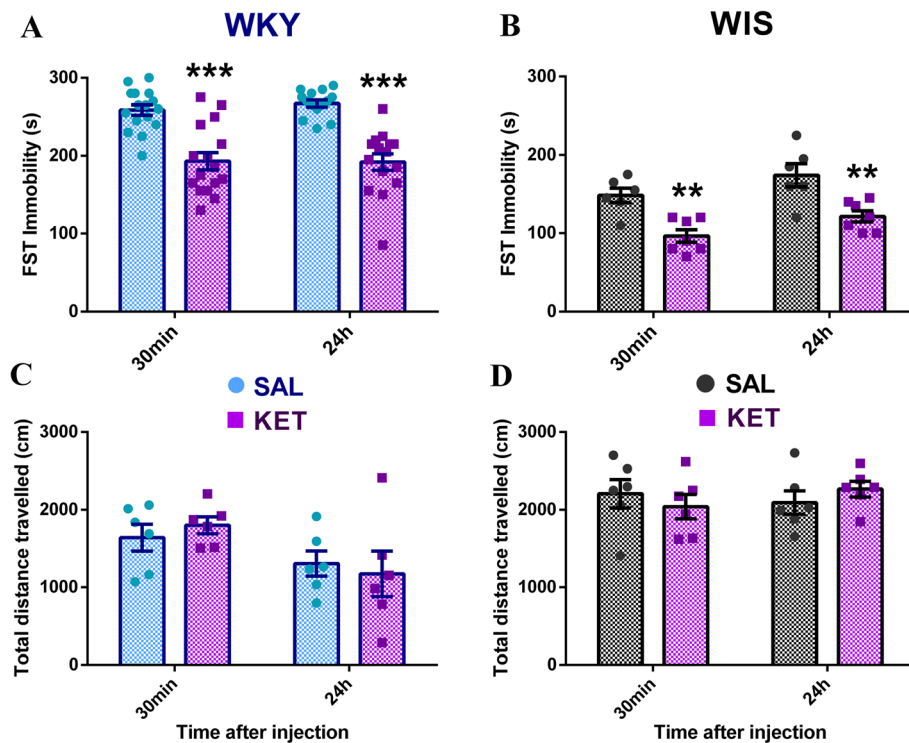 A
WKY
FST Immobility (s)
300
200
100
0
***
***
30min
24h
B
WIS
FST Immobility (s)
300
200
100
0
**
**
30min
24h
C
SAL
KET
Total distance travelled (cm)
3000
2000
1000
0
30min
24h
Time after injection
D
SAL
KET
Total distance travelled (cm)
3000
2000
1000
0
30min
24h
Time after injection